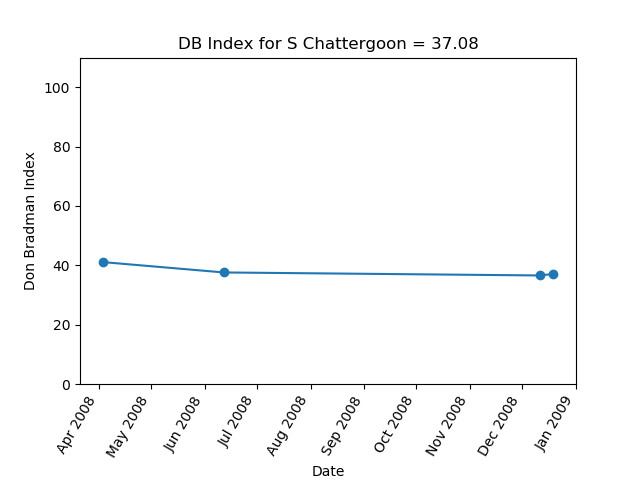 DB Index for S Chattergoon = 37.08
100
80
60
40
20
0
Don Bradman Index
Apr 2008
May 2008
Jun 2008
Jul 2008
Aug 2008
Sep 2008
Oct 2008
Nov 2008
Dec 2008
Jan 2009
Date